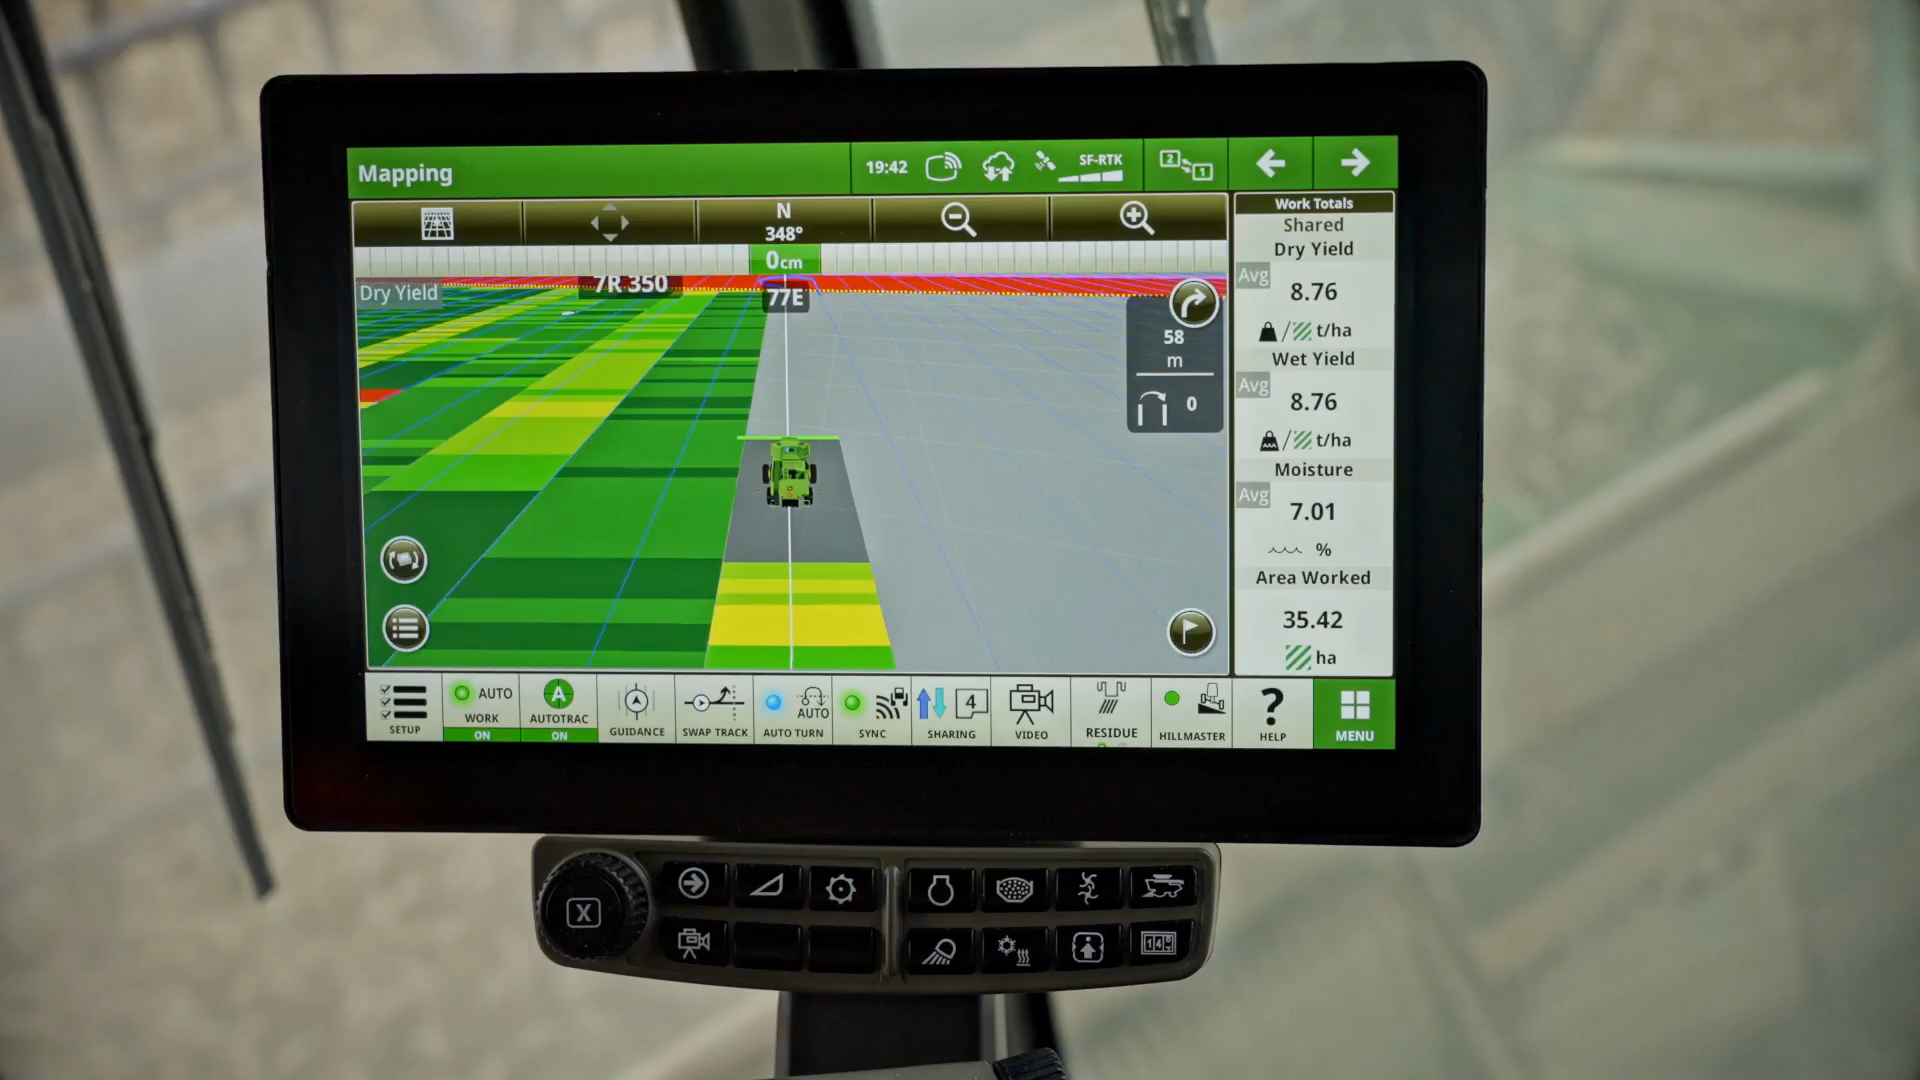 Mapping
19:42
SF-RTK
2
1
N
348°
0cm
Dry Yield
7R 350
77E
58
m
0
Work Totals
Shared
Dry Yield
Avg
8.76
/ t/ha
Wet Yield
Avg
8.76
/ t/ha
Moisture
Avg
7.01
%
Area Worked
35.42
ha
SETUP
AUTO
WORK
ON
A
AUTOTRAC
ON
GUIDANCE
SWAP TRACK
AUTO
AUTO TURN
SYNC
4
SHARING
VIDEO
RESIDUE
HILLMASTER
?
HELP
MENU
X